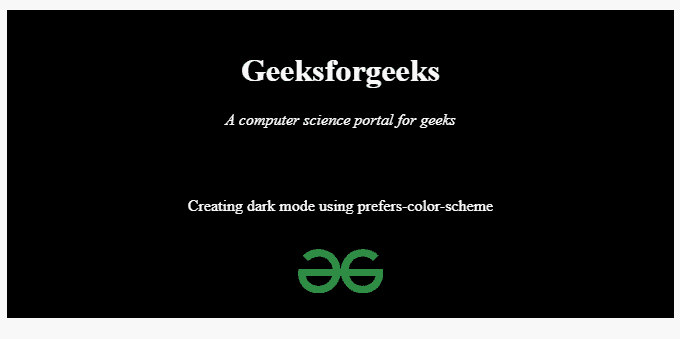 Geeksforgeeks
A computer science portal for geeks
Creating dark mode using prefers-color-scheme